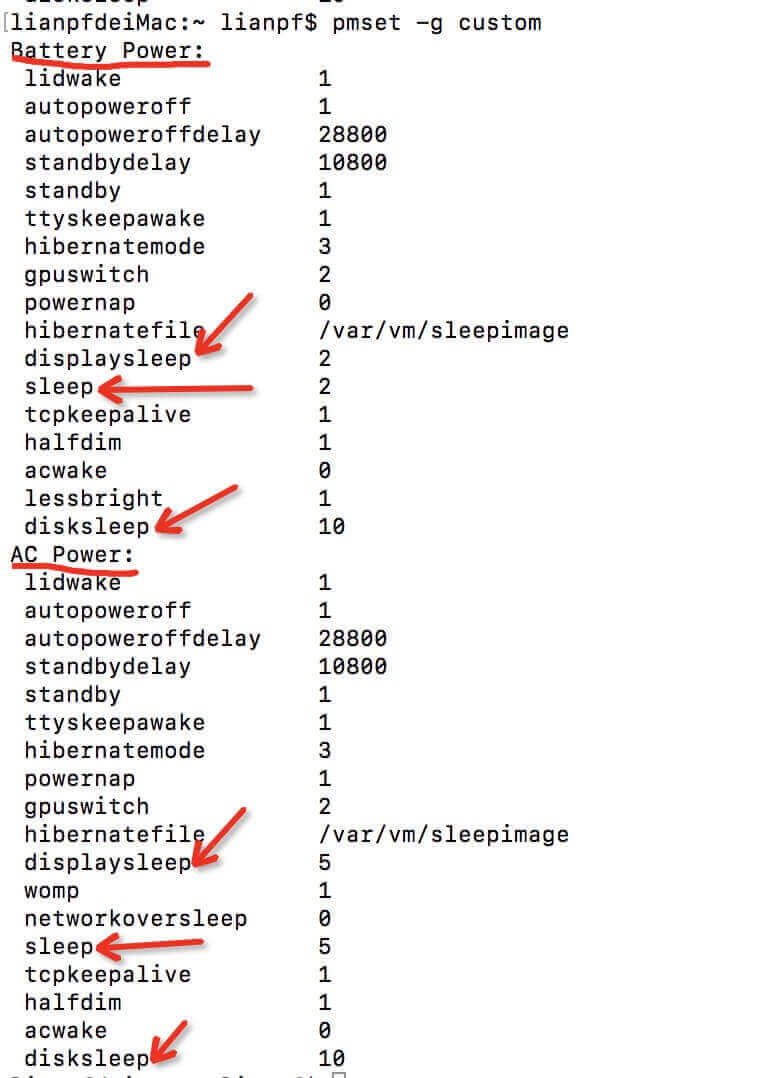 [lianpfdeiMac:~ lianpf$ pmset -g custom
Battery Power:
lidwake 1
autopoweroff 1
autopoweroffdelay 28800
standbydelay 10800
standby 1
ttyskeepawake 1
hibernatemode 3
gpuswitch 2
powernap 0
hibernatefile /var/vm/sleepimage
displaysleep 2
sleep 2
tcpkeepalive 1
halfdim 1
acwake 0
lessbright 1
disksleep 10
AC Power:
lidwake 1
autopoweroff 1
autopoweroffdelay 28800
standbydelay 10800
standby 1
ttyskeepawake 1
hibernatemode 3
powernap 1
gpuswitch 2
hibernatefile /var/vm/sleepimage
displaysleep 5
womp 1
networkoversleep 0
sleep 5
tcpkeepalive 1
halfdim 1
acwake 0
disksleep 10